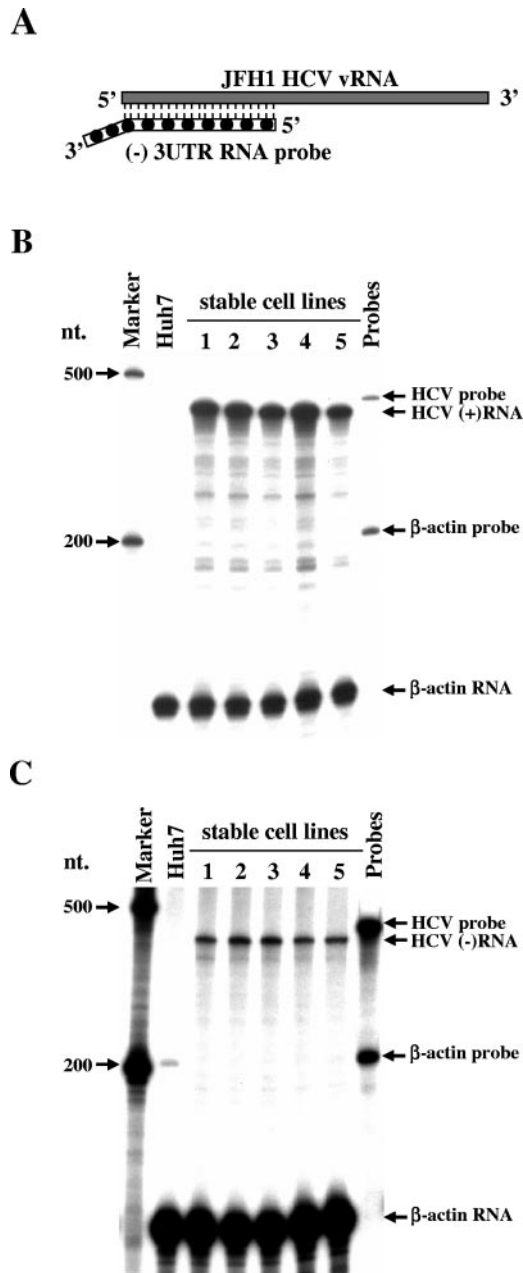 A
JFH1 HCV vRNA
5’
3’
5’
3’
(-) 3UTR RNA probe
B
Marker
Huh7
stable cell lines
Probes
nt.
1 2 3 4 5
500
HCV probe
HCV (+)RNA
200
β-actin probe
β-actin RNA
C
Marker
Huh7
stable cell lines
Probes
nt.
1 2 3 4 5
500
HCV probe
HCV (-)RNA
200
β-actin probe
β-actin RNA